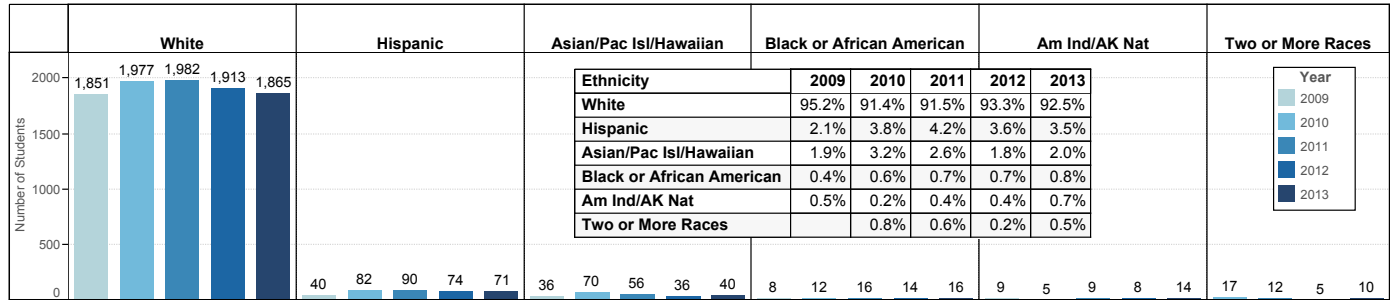 White Hispanic Asian/Pac Isl/Hawaiian Black or African American Am Ind/AK Nat Two or More Races
Number of Students
2000
1500
1000
500
0
1,851 1,977 1,982 1,913 1,865
40 82 90 74 71
36 70 56 36 40
8 12 16 14 16
9 5 9 8 14
17 12 5 10
Ethnicity 2009 2010 2011 2012 2013
White 95.2% 91.4% 91.5% 93.3% 92.5%
Hispanic 2.1% 3.8% 4.2% 3.6% 3.5%
Asian/Pac Isl/Hawaiian 1.9% 3.2% 2.6% 1.8% 2.0%
Black or African American 0.4% 0.6% 0.7% 0.7% 0.8%
Am Ind/AK Nat 0.5% 0.2% 0.4% 0.4% 0.7%
Two or More Races 0.8% 0.6% 0.2% 0.5%
Year
2009
2010
2011
2012
2013